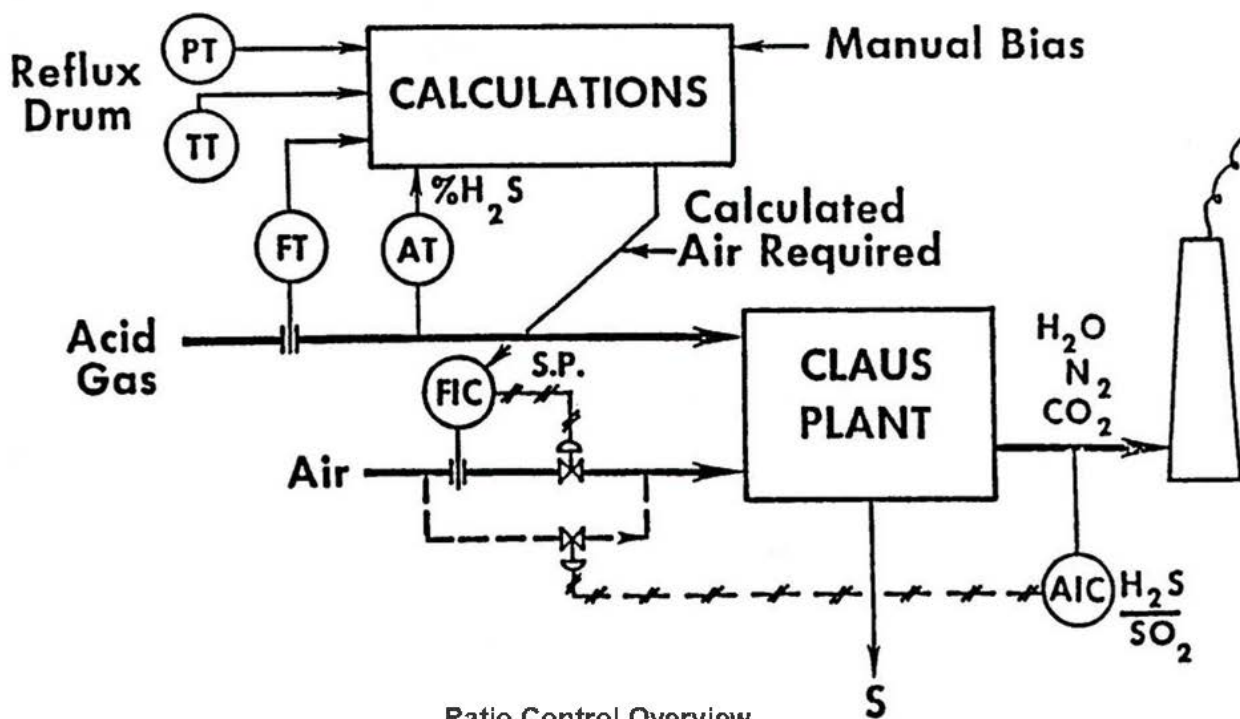 PT
Reflux
Drum
TT
CALCULATIONS
Manual Bias
%H₂S
FT
AT
Calculated
Air Required
Acid
Gas
S.P.
FIC
CLAUS
PLANT
H₂O
N₂
CO₂
Air
AIC
H₂S
SO₂
S
Ratio Control Overview